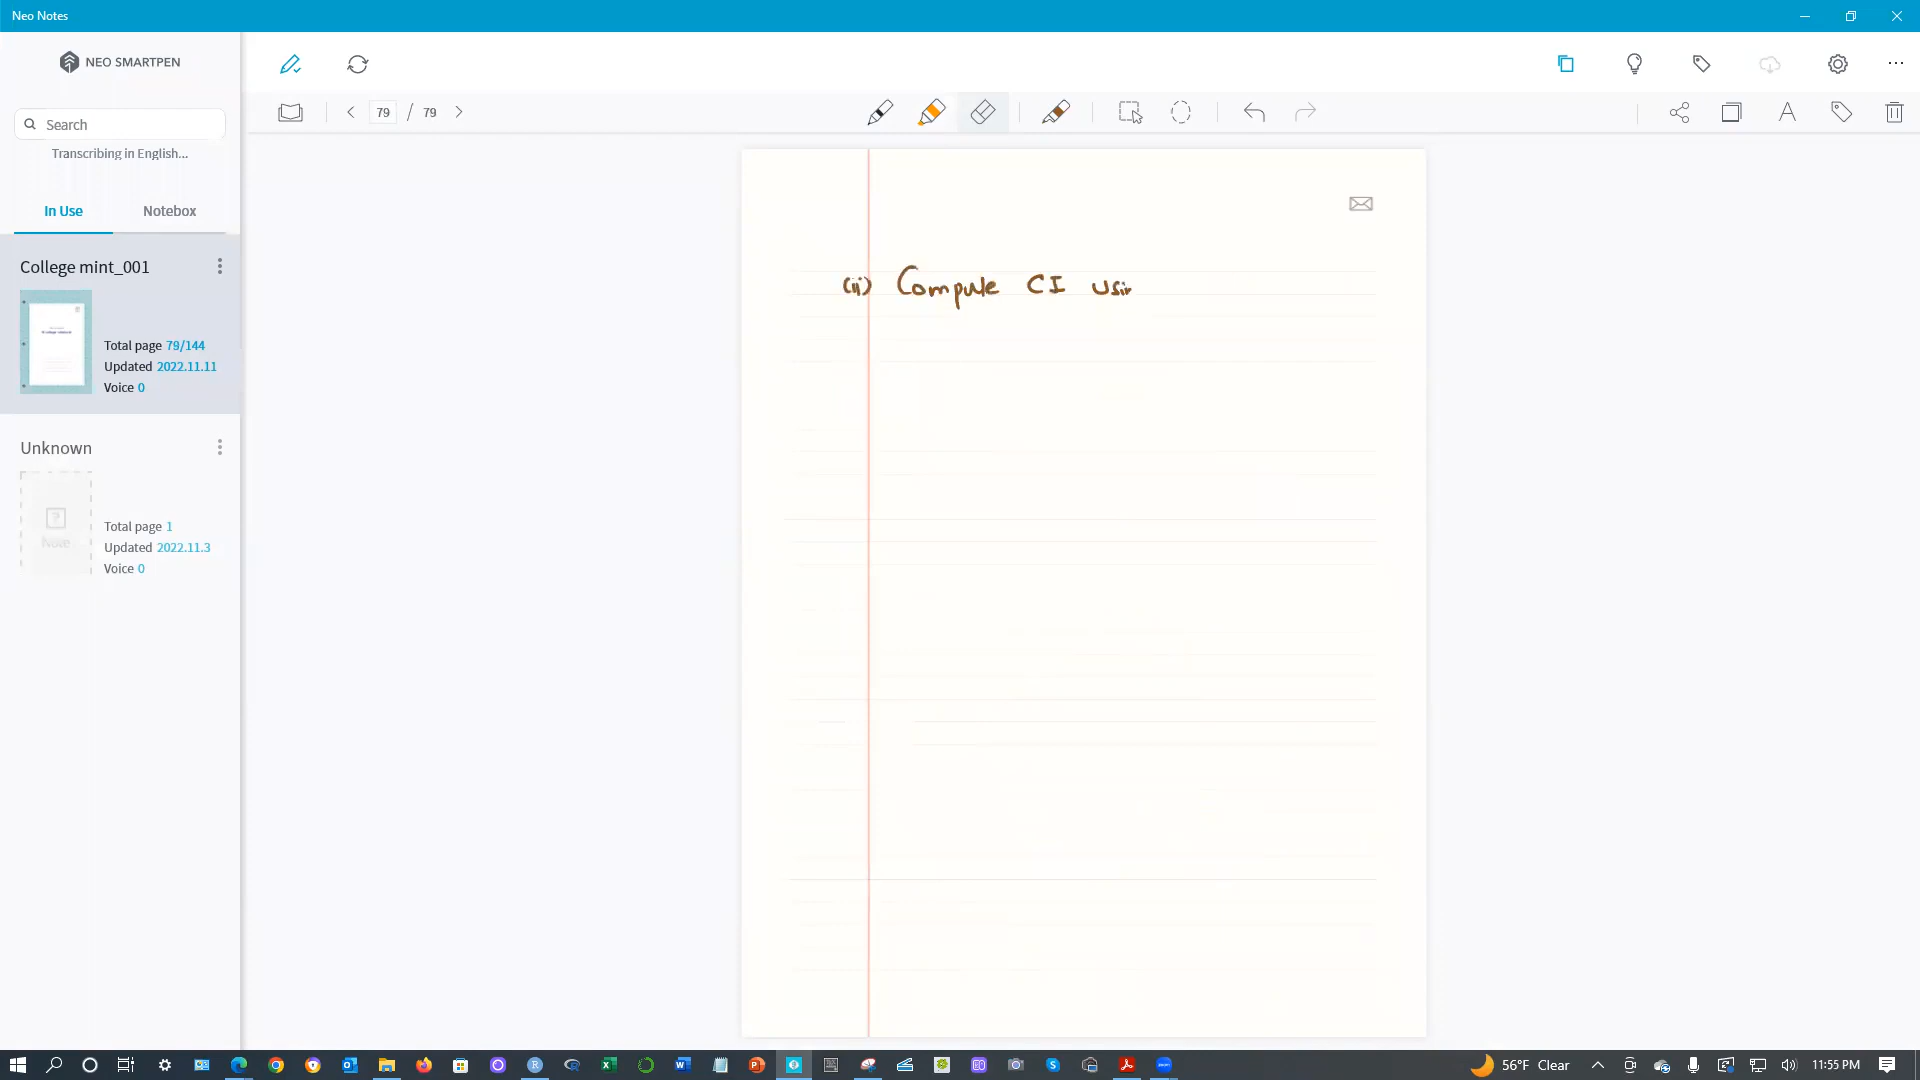 Neo Notes
NEO SMARTPEN
Search
Transcribing in English...
In Use
Notebox
College mint_001
Total page 79/144
Updated 2022.11.11
Voice 0
Unknown
Note
Total page 1
Updated 2022.11.3
Voice 0
79 / 79
(ii) Compute CI usin
56°F Clear
11:55 PM